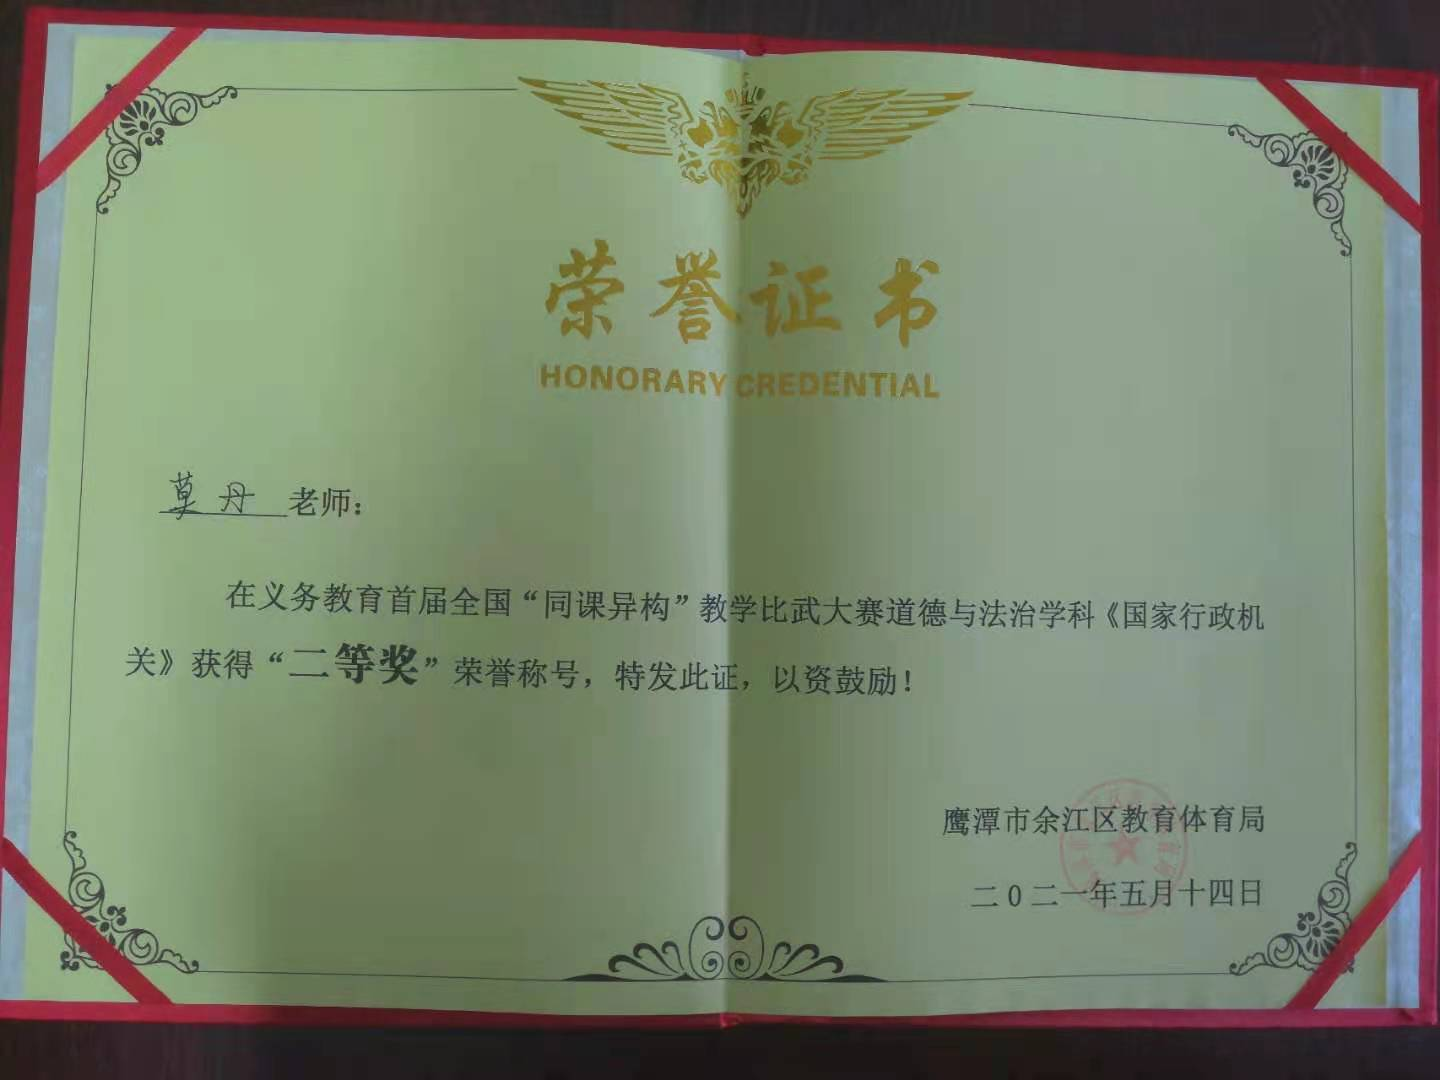 荣誉证书
HONORARY CREDENTIAL
莫丹老师：
在义务教育首届全国“同课异构”教学比武大赛道德与法治学科《国家行政机
关》获得“二等奖”荣誉称号，特发此证，以资鼓励！
鹰潭市余江区教育体育局
二0二一年五月十四日